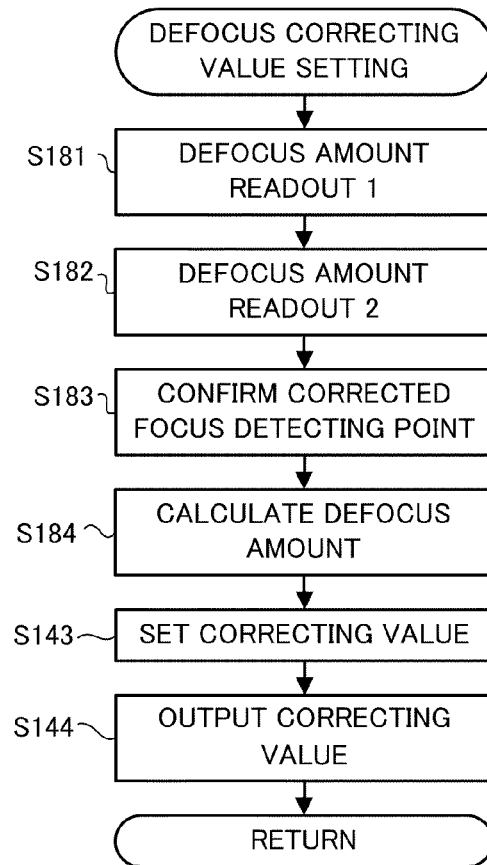 DEFOCUS CORRECTING
VALUE SETTING
S181
DEFOCUS AMOUNT
READOUT 1
S182
DEFOCUS AMOUNT
READOUT 2
S183
CONFIRM CORRECTED
FOCUS DETECTING POINT
S184
CALCULATE DEFOCUS
AMOUNT
S143
SET CORRECTING VALUE
S144
OUTPUT CORRECTING
VALUE
RETURN